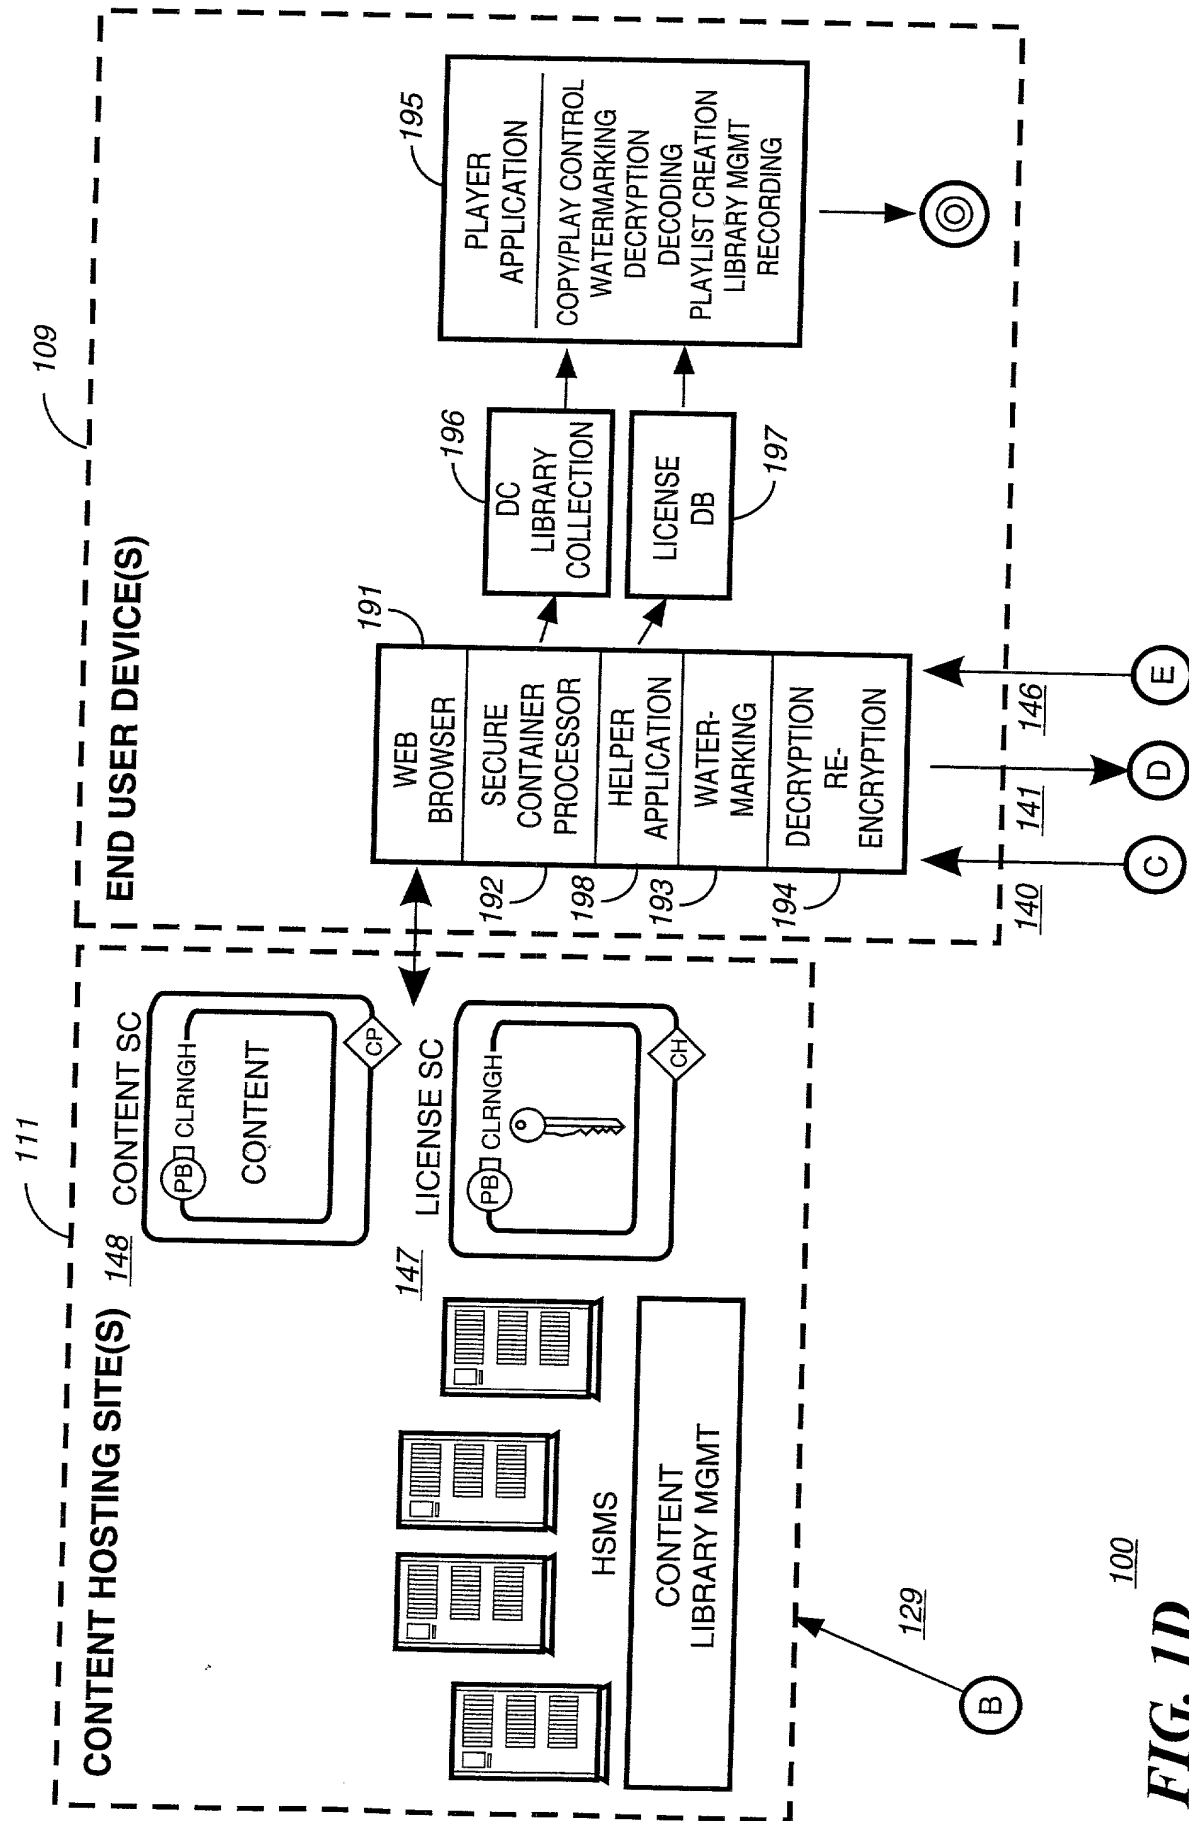 CONTENT HOSTING SITE(S)
111
148
CONTENT SC
PB
CLRNGH
CONTENT
CP
147
LICENSE SC
PB
CLRNGH
CH
HSMS
CONTENT
LIBRARY MGMT
129
B
END USER DEVICE(S)
109
191
WEB
BROWSER
SECURE
CONTAINER
PROCESSOR
HELPER
APPLICATION
WATER-
MARKING
DECRYPTION
RE-
ENCRYPTION
192
198
193
194
196
DC
LIBRARY
COLLECTION
LICENSE
DB
197
195
PLAYER
APPLICATION
COPY/PLAY CONTROL
WATERMARKING
DECRYPTION
DECODING
PLAYLIST CREATION
LIBRARY MGMT
RECORDING
140
141
146
C
D
E
100
FIG. 1D